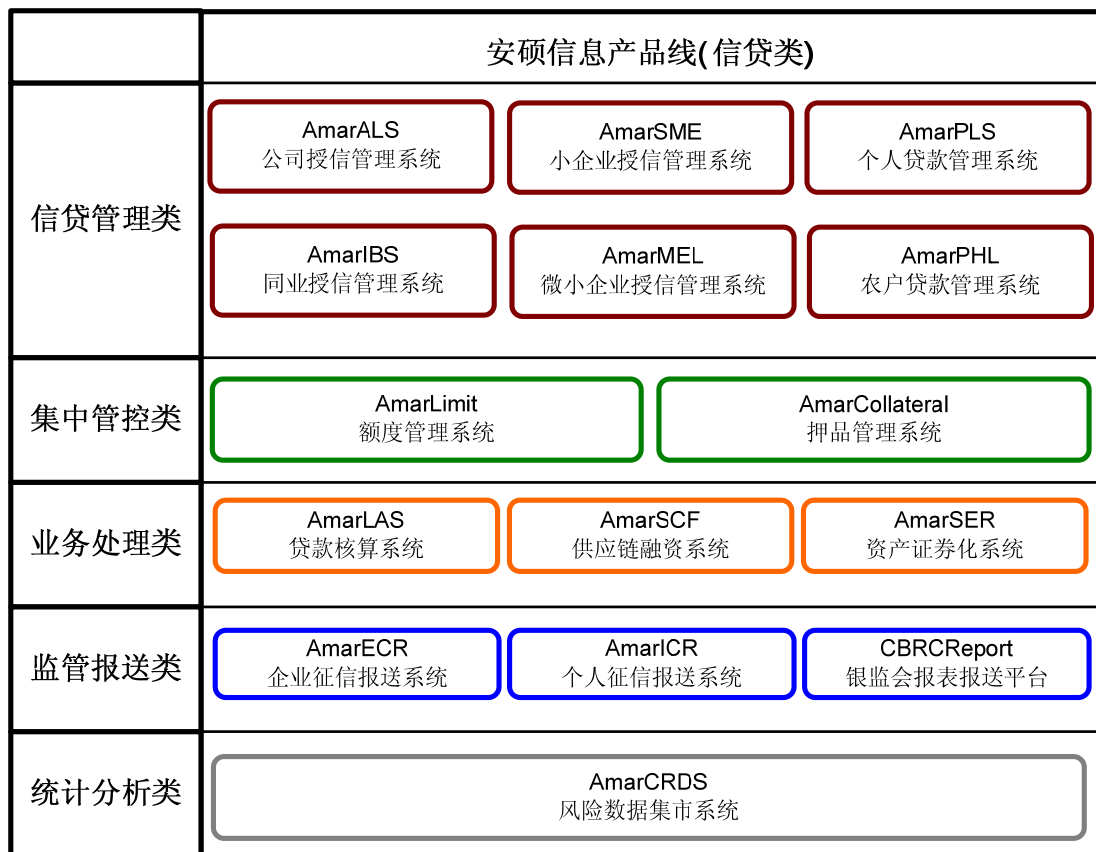 安硕信息产品线(信贷类)
信贷管理类
AmarALS
公司授信管理系统
AmarSME
小企业授信管理系统
AmarPLS
个人贷款管理系统
AmarIBS
同业授信管理系统
AmarMEL
微小企业授信管理系统
AmarPHL
农户贷款管理系统
集中管控类
AmarLimit
额度管理系统
AmarCollateral
押品管理系统
业务处理类
AmarLAS
贷款核算系统
AmarSCF
供应链融资系统
AmarSER
资产证券化系统
监管报送类
AmarECR
企业征信报送系统
AmarICR
个人征信报送系统
CBRCReport
银监会报表报送平台
统计分析类
AmarCRDS
风险数据集市系统